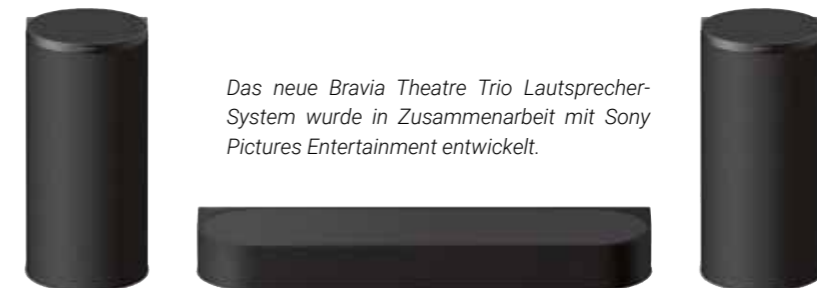 Das neue Bravia Theatre Trio Lautsprecher-
System wurde in Zusammenarbeit mit Sony
Pictures Entertainment entwickelt.